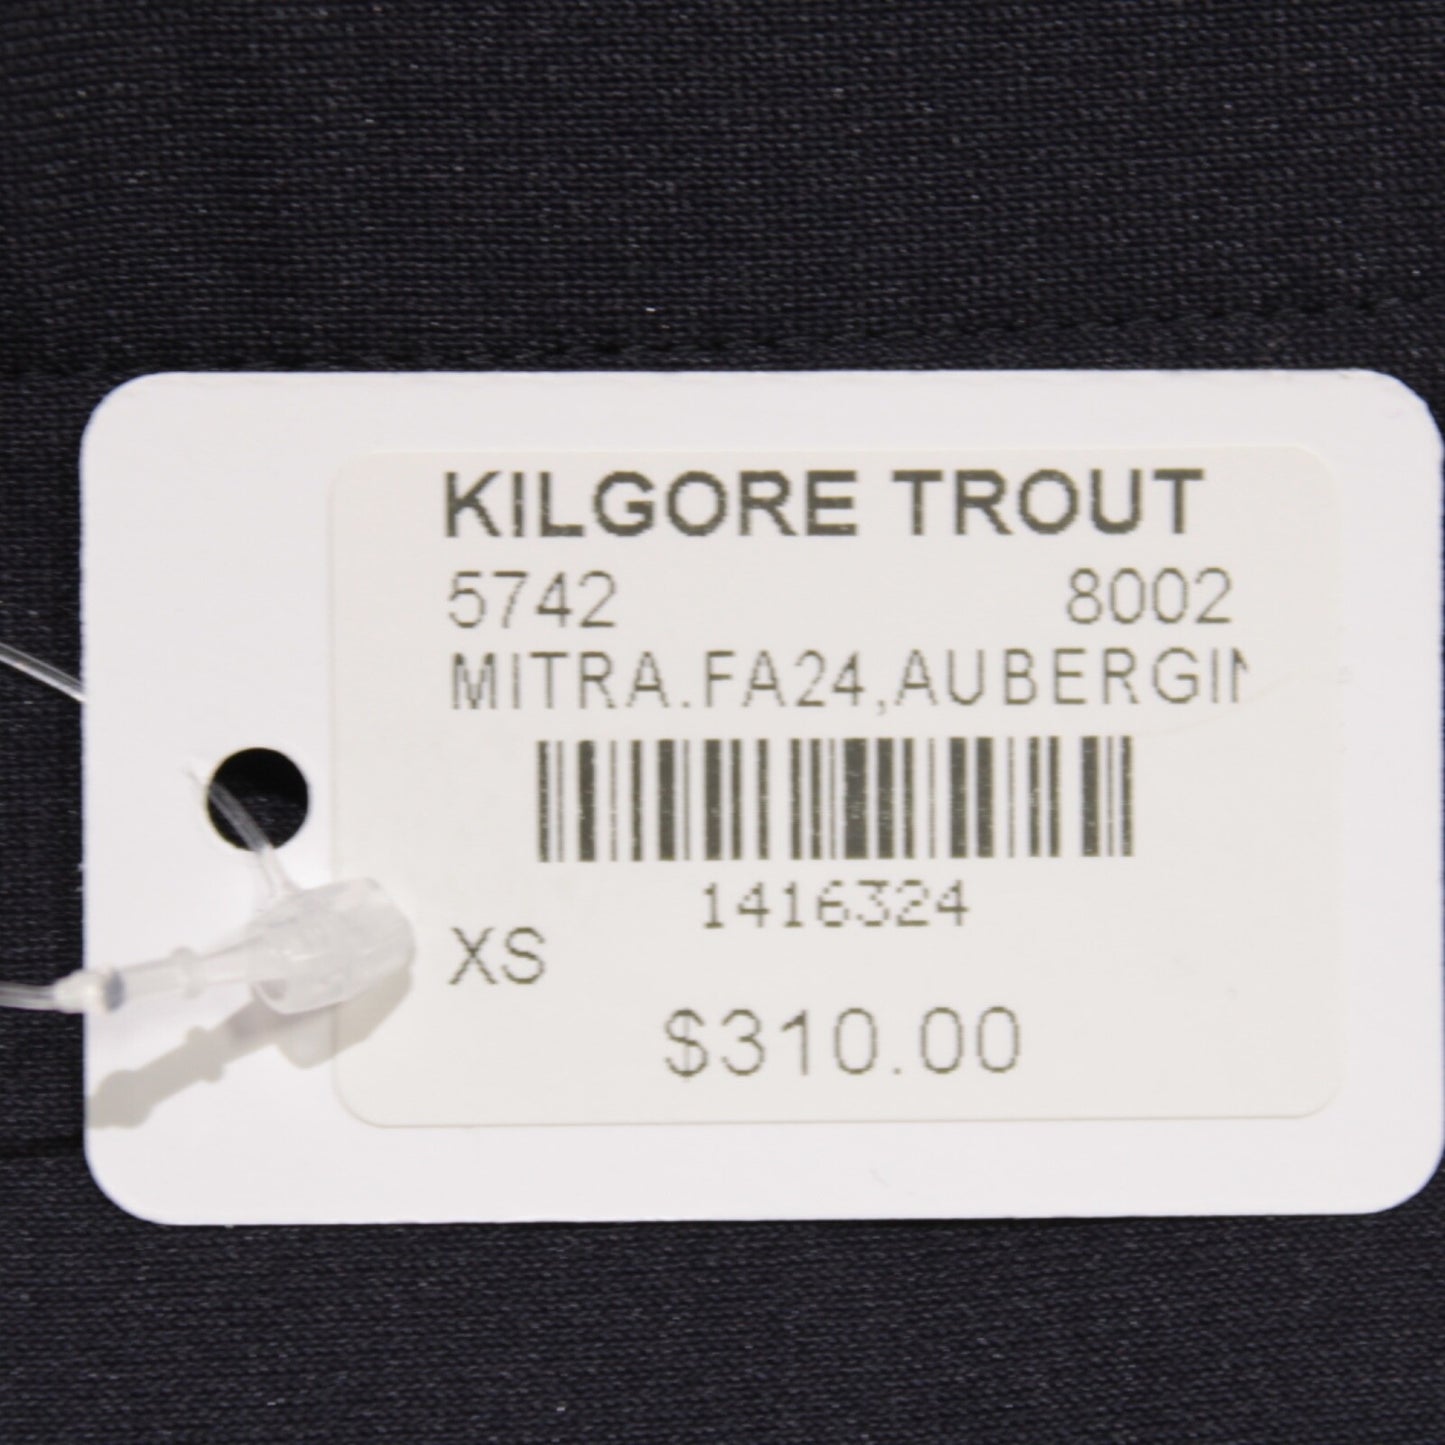 KILGORE TROUT
5742 8002
MITRA.FA24,AUBERGIN
1416324
XS
$310.00